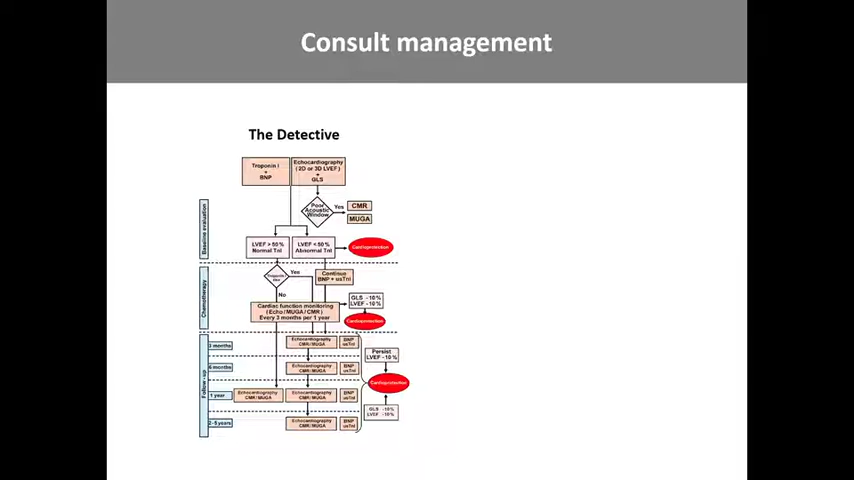 Consult management
The Detective
Troponin I
+
BNP
Echocardiography
(2D or 3D LVEF)
+
GLS
Poor
Acoustic
Window
Yes
CMR
MUGA
Baseline evaluation
LVEF > 50%
Normal TnI
LVEF < 50%
Abnormal TnI
Cardioprotection
Chemotherapy
Yes
No
Continue
BNP + usTnI
Cardiac function monitoring
(Echo/MUGA/CMR)
Every 3 months per 1 year
GLS -10%
LVEF -10%
Cardioprotection
Follow-up
3 months
Echocardiography
CMR/MUGA
BNP
usTnI
6 months
Echocardiography
CMR/MUGA
BNP
usTnI
1 year
Echocardiography
CMR/MUGA
Echocardiography
CMR/MUGA
BNP
usTnI
2-5 years
Echocardiography
CMR/MUGA
BNP
usTnI
Persist
LVEF -10%
Cardioprotection
GLS -10%
LVEF -10%